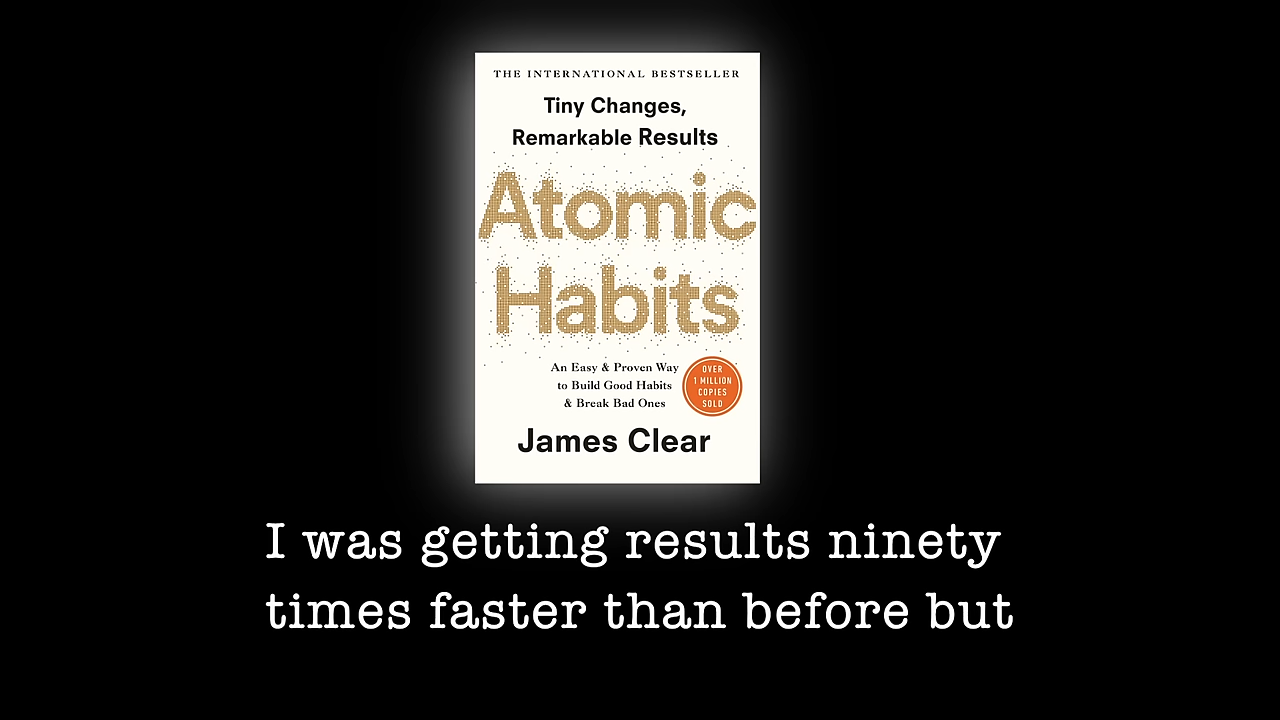 THE INTERNATIONAL BESTSELLER
Tiny Changes,
Remarkable Results
Atomic
Habits
An Easy & Proven Way
to Build Good Habits
& Break Bad Ones
OVER
1 MILLION
COPIES
SOLD
James Clear
I was getting results ninety
times faster than before but